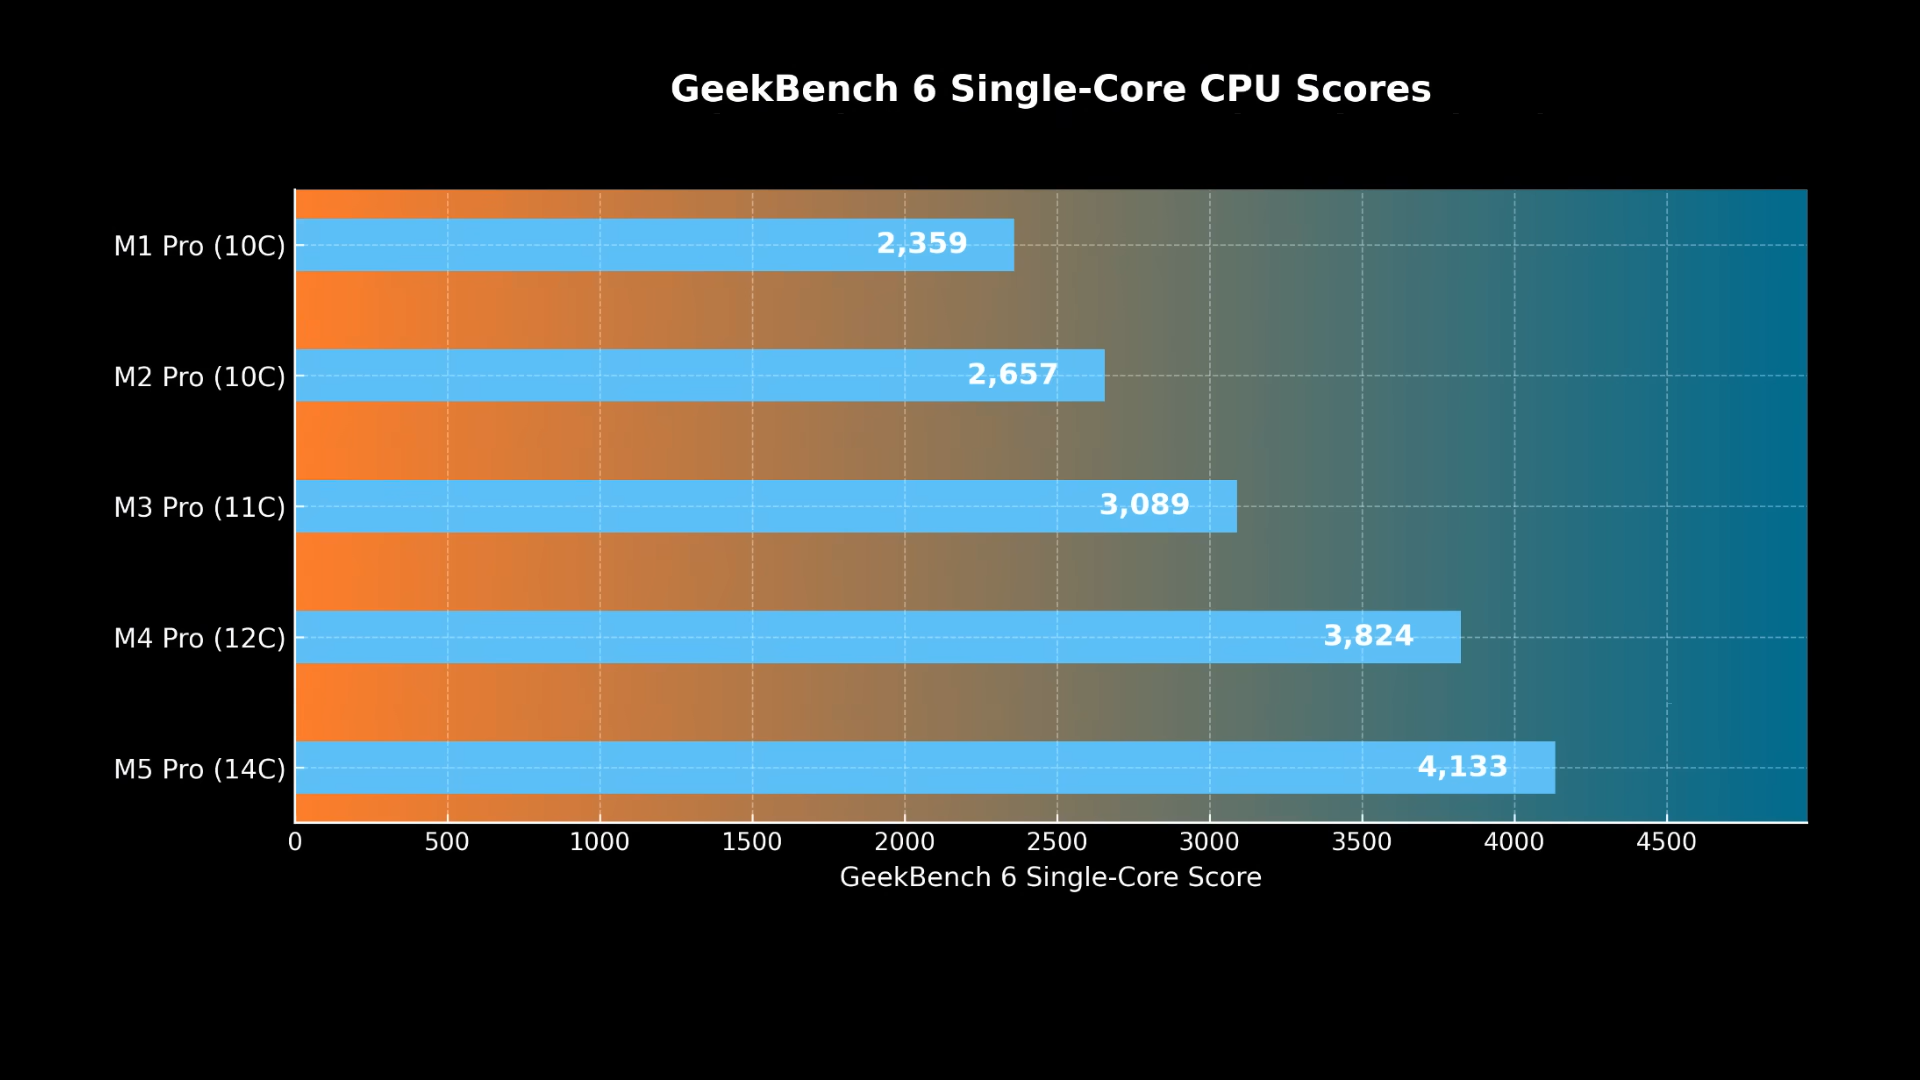 GeekBench 6 Single-Core CPU Scores
M1 Pro (10C)
2,359
M2 Pro (10C)
2,657
M3 Pro (11C)
3,089
M4 Pro (12C)
3,824
M5 Pro (14C)
4,133
0 500 1000 1500 2000 2500 3000 3500 4000 4500
GeekBench 6 Single-Core Score